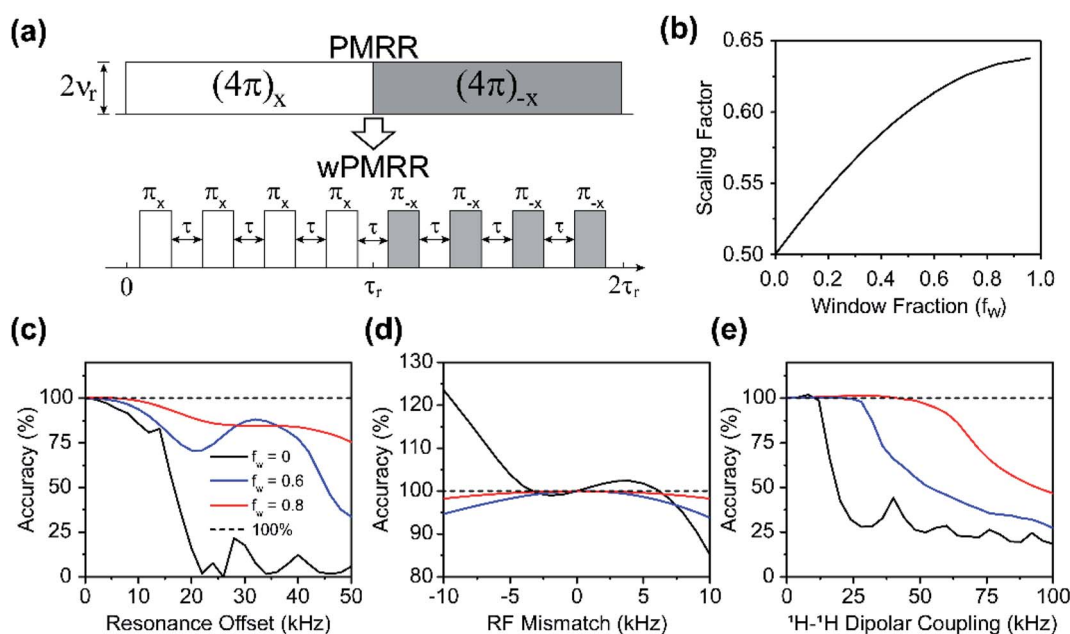 (a)
PMRR
2νr
(4π)x
(4π)-x
wPMRR
πx πx πx πx π-x π-x π-x π-x
τ τ τ τ τ τ τ
0 τr 2τr
(b)
Scaling Factor
0.65
0.60
0.55
0.50
0.0 0.2 0.4 0.6 0.8 1.0
Window Fraction (fw)
(c)
Accuracy (%)
100
75
50
25
0
fw = 0
fw = 0.6
fw = 0.8
100%
0 10 20 30 40 50
Resonance Offset (kHz)
(d)
Accuracy (%)
130
120
110
100
90
80
-10 -5 0 5 10
RF Mismatch (kHz)
(e)
Accuracy (%)
100
75
50
25
0
0 25 50 75 100
¹H-¹H Dipolar Coupling (kHz)